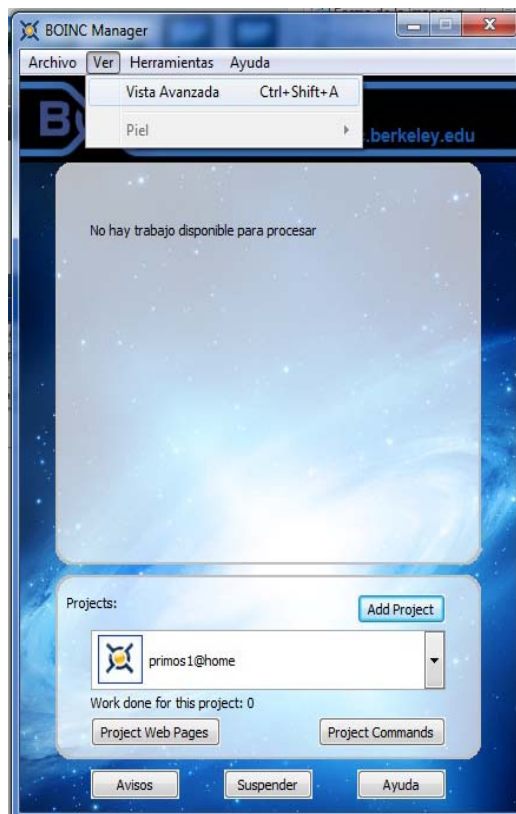 BOINC Manager
Archivo Ver Herramientas Ayuda
Vista Avanzada Ctrl+Shift+A
Piel
.berkeley.edu
No hay trabajo disponible para procesar
Projects:
Add Project
primos1@home
Work done for this project: 0
Project Web Pages
Project Commands
Avisos
Suspender
Ayuda